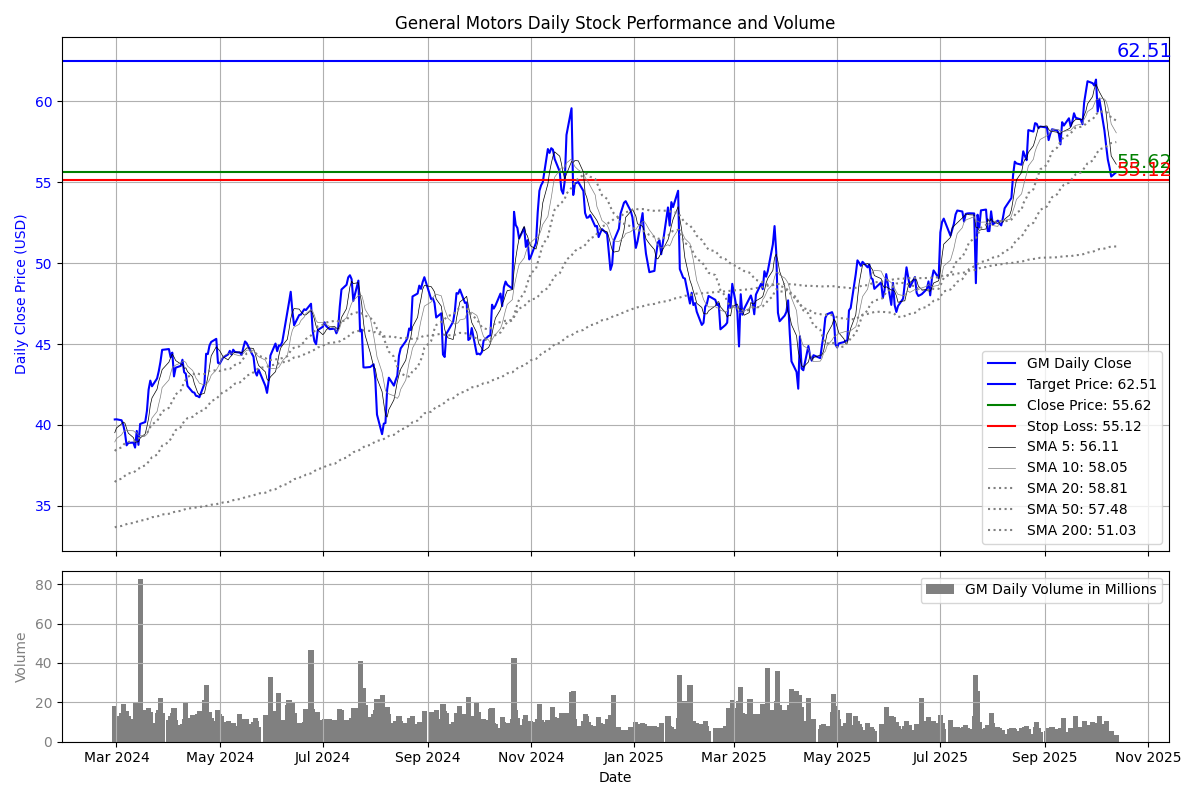 General Motors Daily Stock Performance and Volume
62.51
60
55.62
55.12
55
50
45
40
35
Daily Close Price (USD)
GM Daily Close
Target Price: 62.51
Close Price: 55.62
Stop Loss: 55.12
SMA 5: 56.11
SMA 10: 58.05
SMA 20: 58.81
SMA 50: 57.48
SMA 200: 51.03
80
60
40
20
0
Volume
GM Daily Volume in Millions
Mar 2024 May 2024 Jul 2024 Sep 2024 Nov 2024 Jan 2025 Mar 2025 May 2025 Jul 2025 Sep 2025 Nov 2025
Date